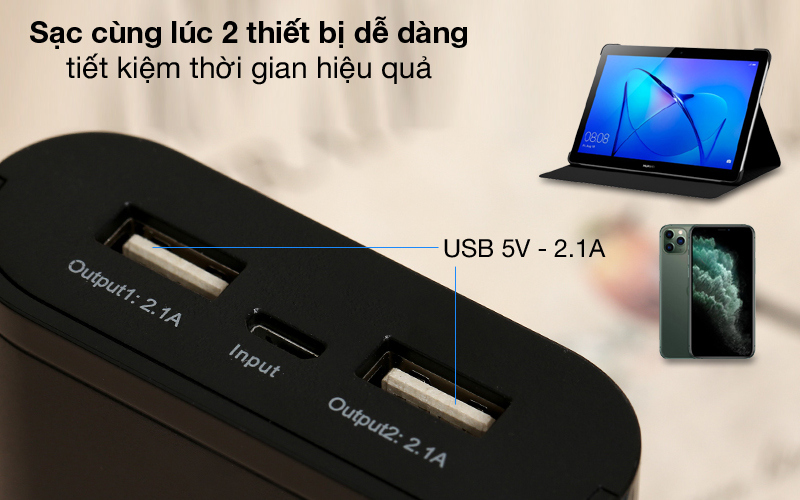 Sạc cùng lúc 2 thiết bị dễ dàng
tiết kiệm thời gian hiệu quả
08:08
USB 5V - 2.1A
Output1: 2.1A
Input
Output2: 2.1A